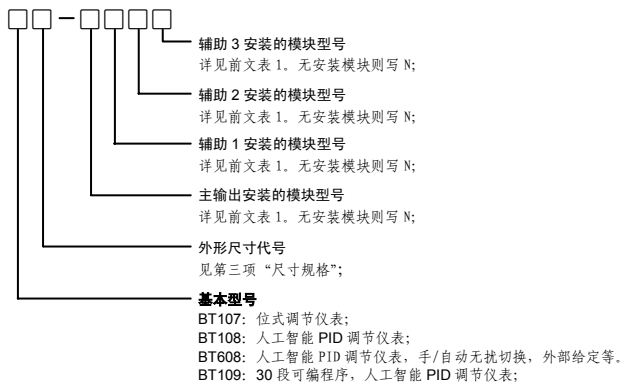 辅助 3 安装的模块型号
详见前文表 1。无安装模块则写 N;
辅助 2 安装的模块型号
详见前文表 1。无安装模块则写 N;
辅助 1 安装的模块型号
详见前文表 1。无安装模块则写 N;
主输出安装的模块型号
详见前文表 1。无安装模块则写 N;
外形尺寸代号
见第三项“尺寸规格”;
基本型号
BT107: 位式调节仪表;
BT108: 人工智能 PID 调节仪表;
BT608: 人工智能 PID 调节仪表, 手/自动无扰切换, 外部给定等。
BT109: 30 段可编程序, 人工智能 PID 调节仪表;